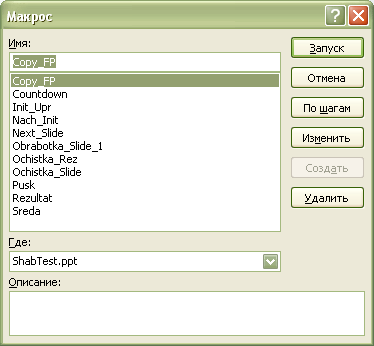 Макрос
Имя:
Copy_FP
Запуск
Copy_FP
Countdown
Init_Upr
Nach_Init
Next_Slide
Obrabotka_Slide_1
Ochistka_Rez
Ochistka_Slide
Pusk
Rezultat
Sreda
Отмена
По шагам
Изменить
Создать
Удалить
Где:
ShabTest.ppt
Описание: